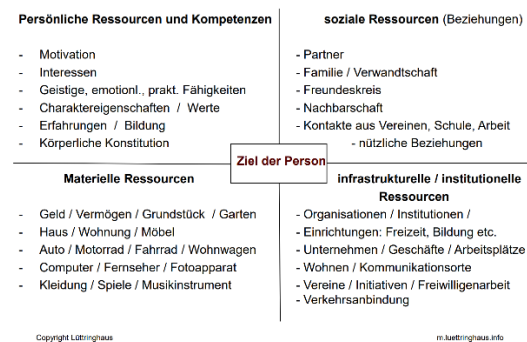 Persönliche Ressourcen und Kompetenzen
- Motivation
- Interessen
- Geistige, emotionl., prakt. Fähigkeiten
- Charaktereigenschaften / Werte
- Erfahrungen / Bildung
- Körperliche Konstitution
soziale Ressourcen (Beziehungen)
- Partner
- Familie / Verwandtschaft
- Freundeskreis
- Nachbarschaft
- Kontakte aus Vereinen, Schule, Arbeit
- nützliche Beziehungen
Ziel der Person
Materielle Ressourcen
- Geld / Vermögen / Grundstück / Garten
- Haus / Wohnung / Möbel
- Auto / Motorrad / Fahrrad / Wohnwagen
- Computer / Fernseher / Fotoapparat
- Kleidung / Spiele / Musikinstrument
infrastrukturelle / institutionelle
Ressourcen
- Organisationen / Institutionen /
- Einrichtungen: Freizeit, Bildung etc.
- Unternehmen / Geschäfte / Arbeitsplätze
- Wohnen / Kommunikationsorte
- Vereine / Initiativen / Freiwilligenarbeit
- Verkehrsanbindung
Copyright Lüttringhaus
m.luettringhaus.info